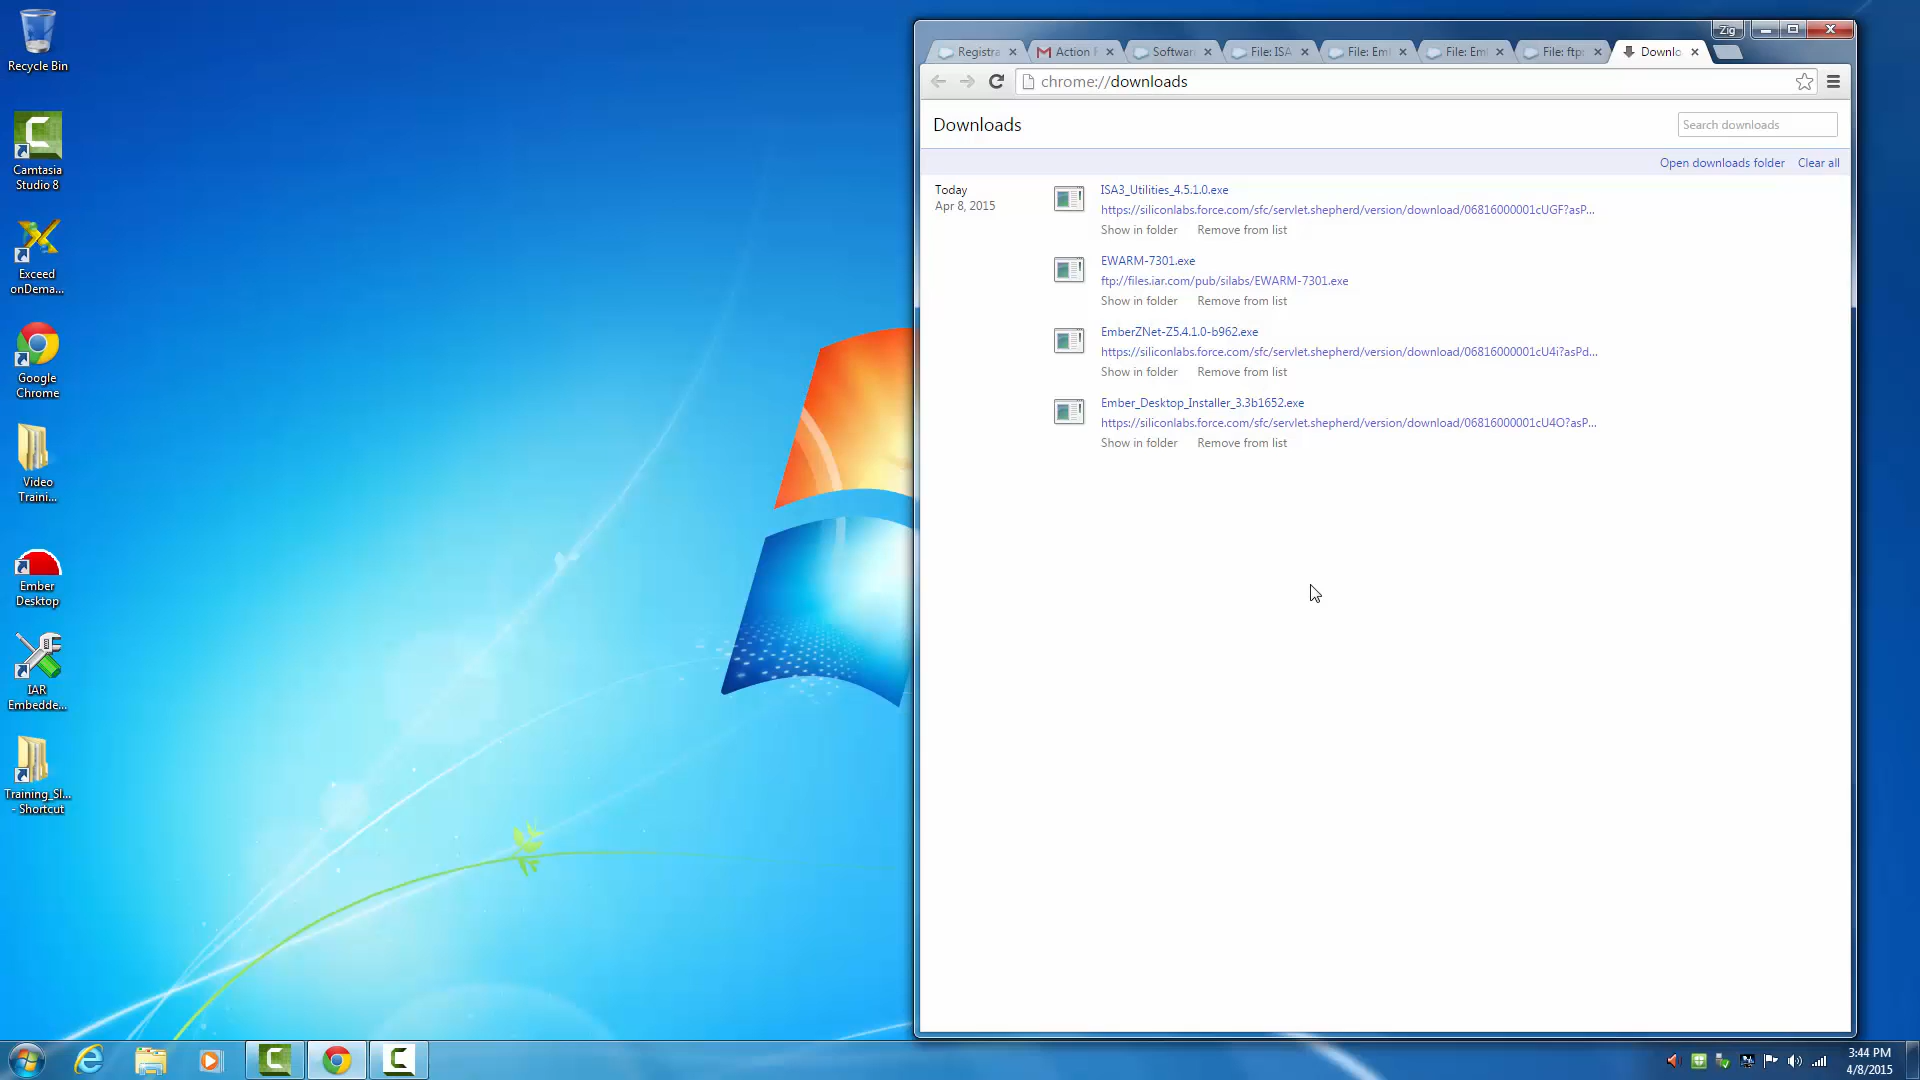 Recycle Bin
Camtasia
Studio 8
Exceed
onDema...
Google
Chrome
Video
Traini...
Ember
Desktop
IAR
Embedde...
Training_Sl...
- Shortcut
Zig
Registra
Action
Softwar
File: ISA
File: Em
File: Em
File: ftp:
Downlo
chrome://downloads
Downloads
Search downloads
Open downloads folder Clear all
Today
Apr 8, 2015
ISA3_Utilities_4.5.1.0.exe
https://siliconlabs.force.com/sfc/servlet.shepherd/version/download/06816000001cUGF?asP...
Show in folder Remove from list
EWARM-7301.exe
ftp://files.iar.com/pub/silabs/EWARM-7301.exe
Show in folder Remove from list
EmberZNet-Z5.4.1.0-b962.exe
https://siliconlabs.force.com/sfc/servlet.shepherd/version/download/06816000001cU4i?asPd...
Show in folder Remove from list
Ember_Desktop_Installer_3.3b1652.exe
https://siliconlabs.force.com/sfc/servlet.shepherd/version/download/06816000001cU4O?asP...
Show in folder Remove from list
3:44 PM
4/8/2015